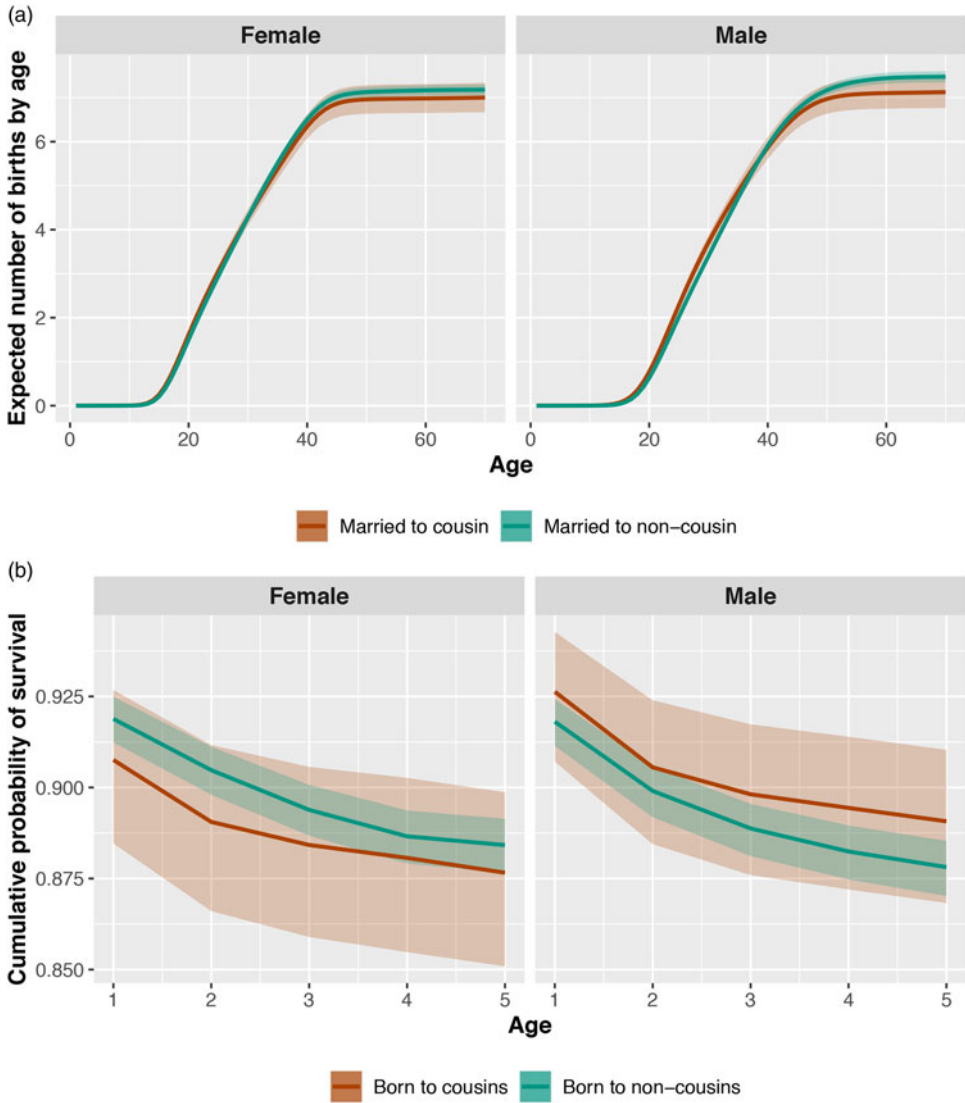 (a)
Female Male
Expected number of births by age
6
4
2
0
0 20 40 60 0 20 40 60
Age
Married to cousin Married to non−cousin
(b)
Female Male
Cumulative probability of survival
0.925
0.900
0.875
0.850
1 2 3 4 5 1 2 3 4 5
Age
Born to cousins Born to non−cousins